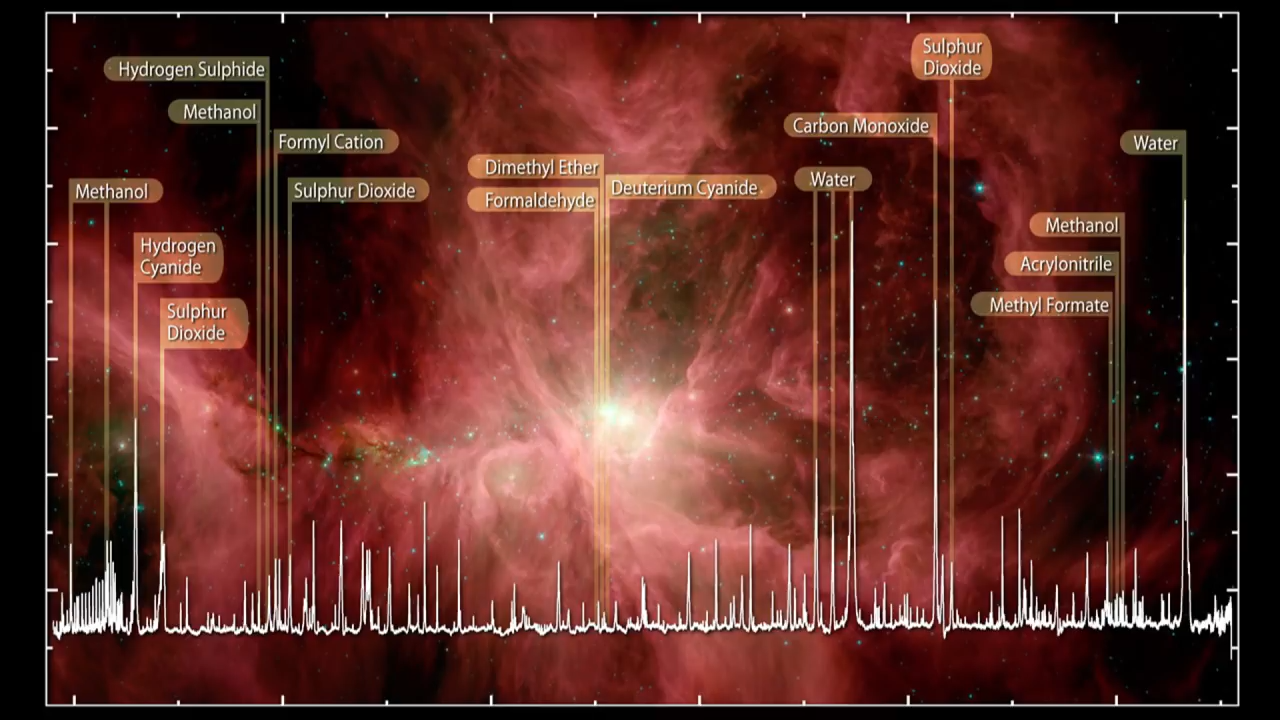 Hydrogen Sulphide
Methanol
Formyl Cation
Methanol
Sulphur Dioxide
Hydrogen
Cyanide
Sulphur
Dioxide
Dimethyl Ether
Formaldehyde
Deuterium Cyanide
Carbon Monoxide
Water
Sulphur
Dioxide
Water
Methanol
Acrylonitrile
Methyl Formate